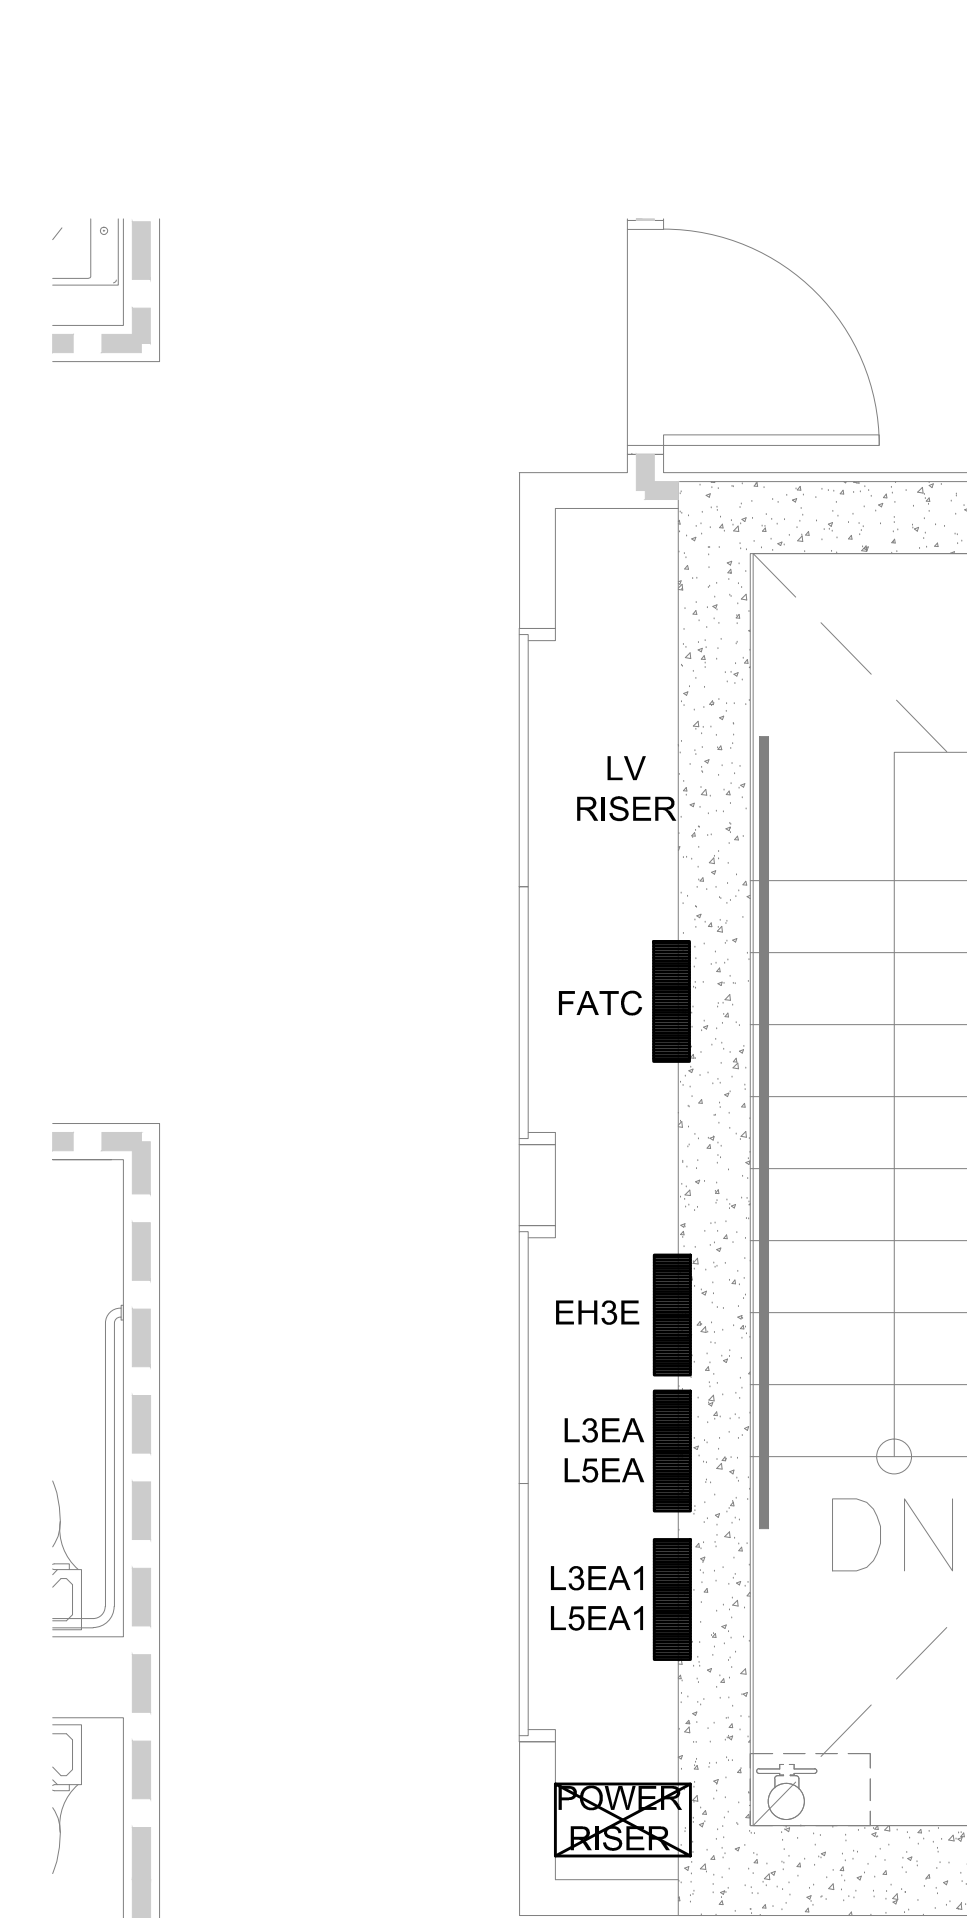 LV
RISER
FATC
EH3E
L3EA
L5EA
L3EA1
L5EA1
DN
POWER
RISER